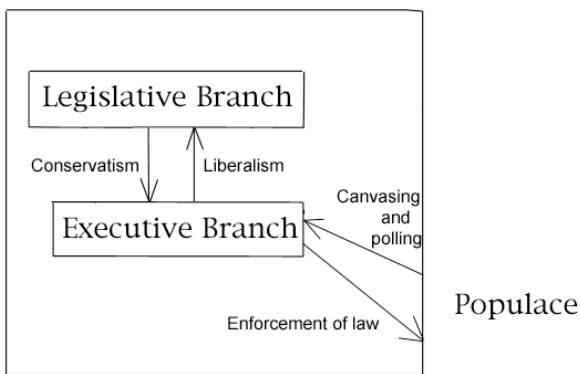 Legislative Branch
Conservatism
Liberalism
Executive Branch
Canvasing
and
polling
Enforcement of law
Populace